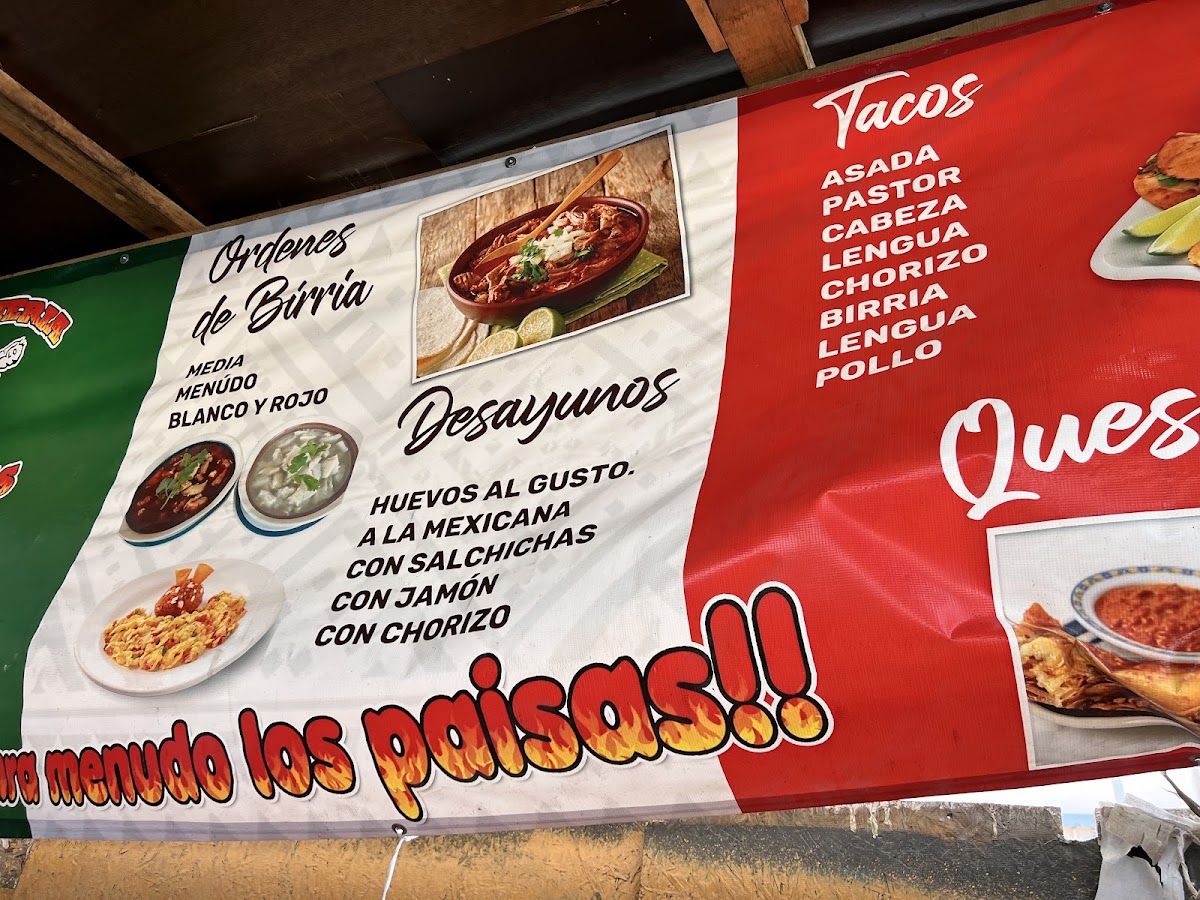 Ordenes
de Birria
MEDIA
MENÚDO
BLANCO Y ROJO
Desayunos
HUEVOS AL GUSTO.
A LA MEXICANA
CON SALCHICHAS
CON JAMÓN
CON CHORIZO
menudo los paisas!!
Tacos
ASADA
PASTOR
CABEZA
LENGUA
CHORIZO
BIRRIA
LENGUA
POLLO
Ques